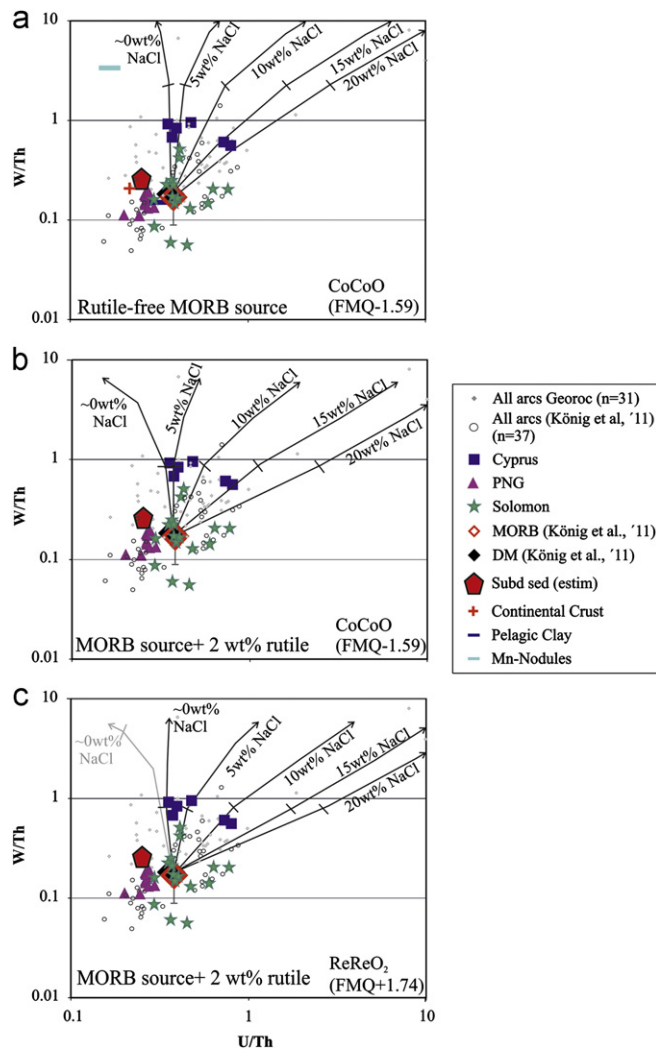 a
10
~0wt%
NaCl
5wt% NaCl
10wt% NaCl
15wt% NaCl
20wt% NaCl
1
W/Th
0.1
CoCoO
Rutile-free MORB source
(FMQ-1.59)
0.01
b
10
~0wt%
NaCl
5wt% NaCl
10wt% NaCl
15wt% NaCl
20wt% NaCl
1
W/Th
0.1
CoCoO
MORB source+ 2 wt% rutile
(FMQ-1.59)
0.01
c
10
~0wt%
NaCl
~0wt%
NaCl
5wt% NaCl
10wt% NaCl
15wt% NaCl
20wt% NaCl
1
W/Th
0.1
ReReO₂
MORB source+ 2 wt% rutile
(FMQ+1.74)
0.01
0.1
1
10
U/Th
All arcs Georoc (n=31)
All arcs (König et al, ´11)
(n=37)
Cyprus
PNG
Solomon
MORB (König et al., ´11)
DM (König et al., ´11)
Subd sed (estim)
Continental Crust
Pelagic Clay
Mn-Nodules